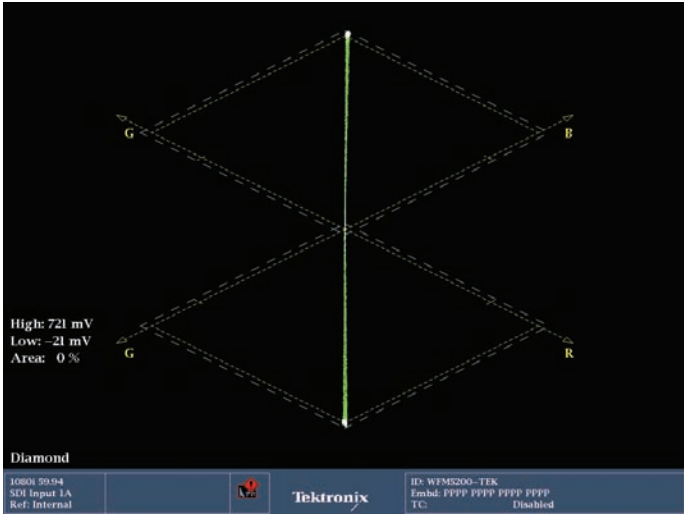 G
B
High: 721 mV
Low: −21 mV
Area: 0 %
G
R
Diamond
1080i 59.94
SDI Input 1A
Ref: Internal
Tektronix
ID: WFM5200-TEK
Embd: PPPP PPPP PPPP PPPP
TC: Disabled